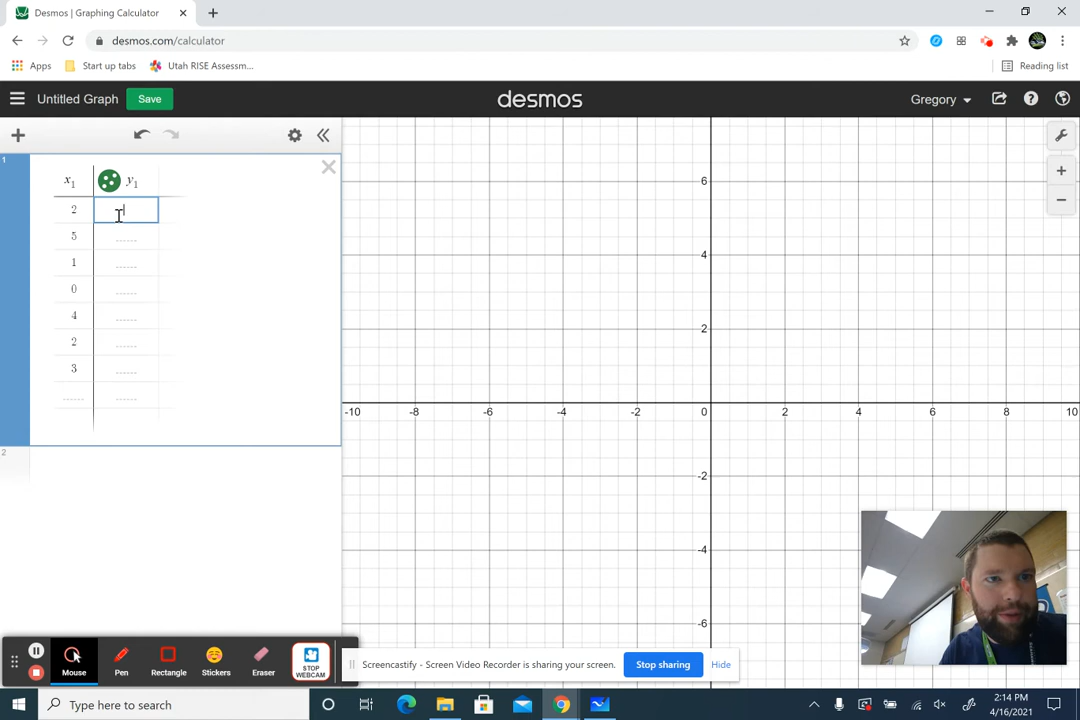 Desmos | Graphing Calculator
desmos.com/calculator
Apps Start up tabs Utah RISE Assessm... Reading list
Untitled Graph Save desmos Gregory
1
x1 y1
2
5
1
0
4
2
3
2
6
4
2
-10 -8 -6 -4 -2 0 2 4 6 8 10
-2
-4
-6
Mouse Pen Rectangle Stickers Eraser STOP WEBCAM
Screencastify - Screen Video Recorder is sharing your screen. Stop sharing Hide
Type here to search
2:14 PM
4/16/2021